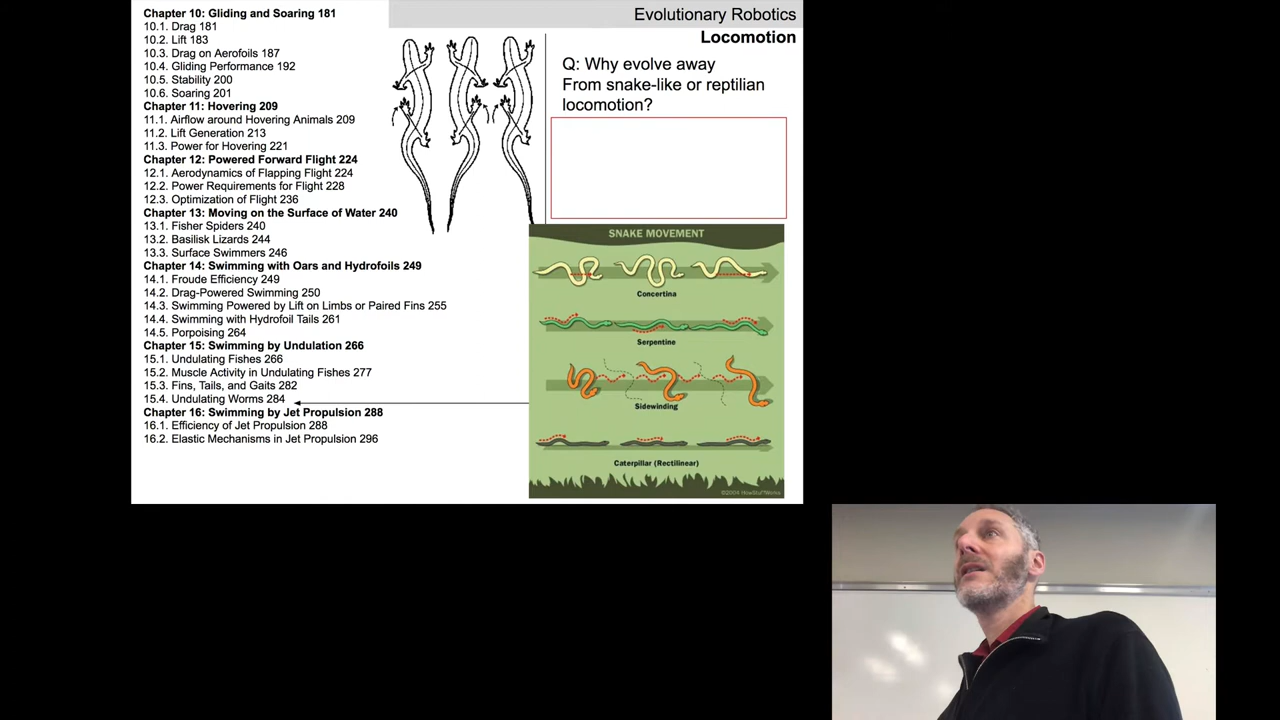 Chapter 10: Gliding and Soaring 181
10.1. Drag 181
10.2. Lift 183
10.3. Drag on Aerofoils 187
10.4. Gliding Performance 192
10.5. Stability 200
10.6. Soaring 201
Chapter 11: Hovering 209
11.1. Airflow around Hovering Animals 209
11.2. Lift Generation 213
11.3. Power for Hovering 221
Chapter 12: Powered Forward Flight 224
12.1. Aerodynamics of Flapping Flight 224
12.2. Power Requirements for Flight 228
12.3. Optimization of Flight 236
Chapter 13: Moving on the Surface of Water 240
13.1. Fisher Spiders 240
13.2. Basilisk Lizards 244
13.3. Surface Swimmers 246
Chapter 14: Swimming with Oars and Hydrofoils 249
14.1. Froude Efficiency 249
14.2. Drag-Powered Swimming 250
14.3. Swimming Powered by Lift on Limbs or Paired Fins 255
14.4. Swimming with Hydrofoil Tails 261
14.5. Porpoising 264
Chapter 15: Swimming by Undulation 266
15.1. Undulating Fishes 266
15.2. Muscle Activity in Undulating Fishes 277
15.3. Fins, Tails, and Gaits 282
15.4. Undulating Worms 284
Chapter 16: Swimming by Jet Propulsion 288
16.1. Efficiency of Jet Propulsion 288
16.2. Elastic Mechanisms in Jet Propulsion 296
Evolutionary Robotics
Locomotion
Q: Why evolve away
From snake-like or reptilian
locomotion?
SNAKE MOVEMENT
Concertina
Serpentine
Sidewinding
Caterpillar (Rectilinear)
©2006 HowStuffWorks